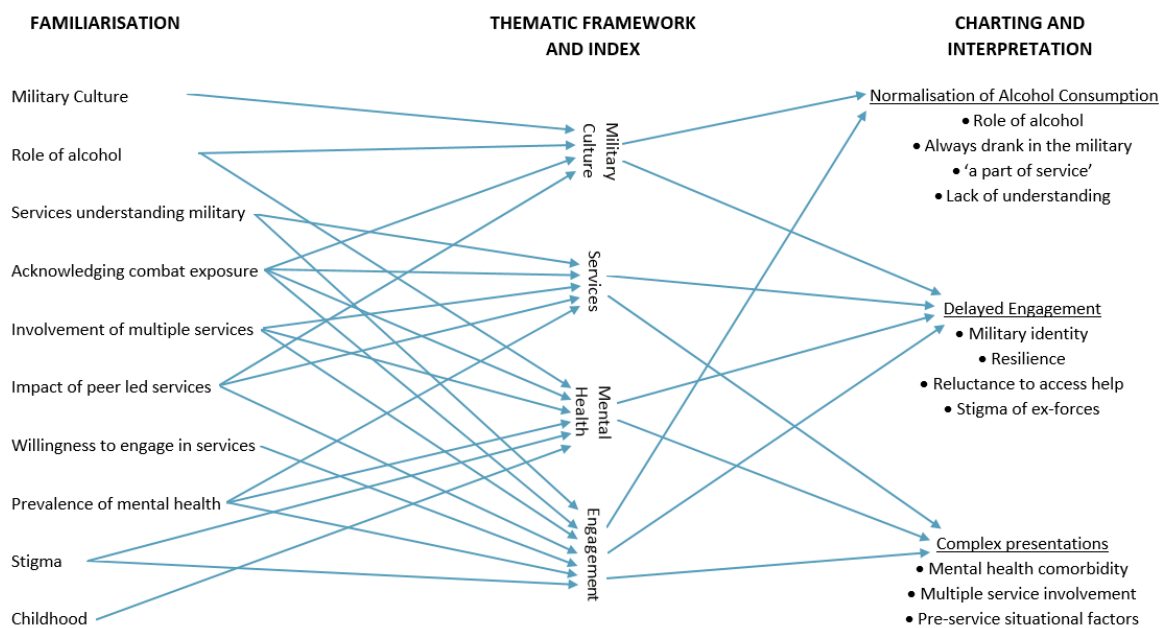 FAMILIARISATION
Military Culture
Role of alcohol
Services understanding military
Acknowledging combat exposure
Involvement of multiple services
Impact of peer led services
Willingness to engage in services
Prevalence of mental health
Stigma
Childhood
THEMATIC FRAMEWORK
AND INDEX
Military
Culture
Services
Mental
Health
Engagement
CHARTING AND
INTERPRETATION
Normalisation of Alcohol Consumption
● Role of alcohol
● Always drank in the military
● ‘a part of service’
● Lack of understanding
Delayed Engagement
● Military identity
● Resilience
● Reluctance to access help
● Stigma of ex-forces
Complex presentations
● Mental health comorbidity
● Multiple service involvement
● Pre-service situational factors